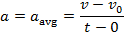 a = a_avg = (v − v_0) / (t − 0)